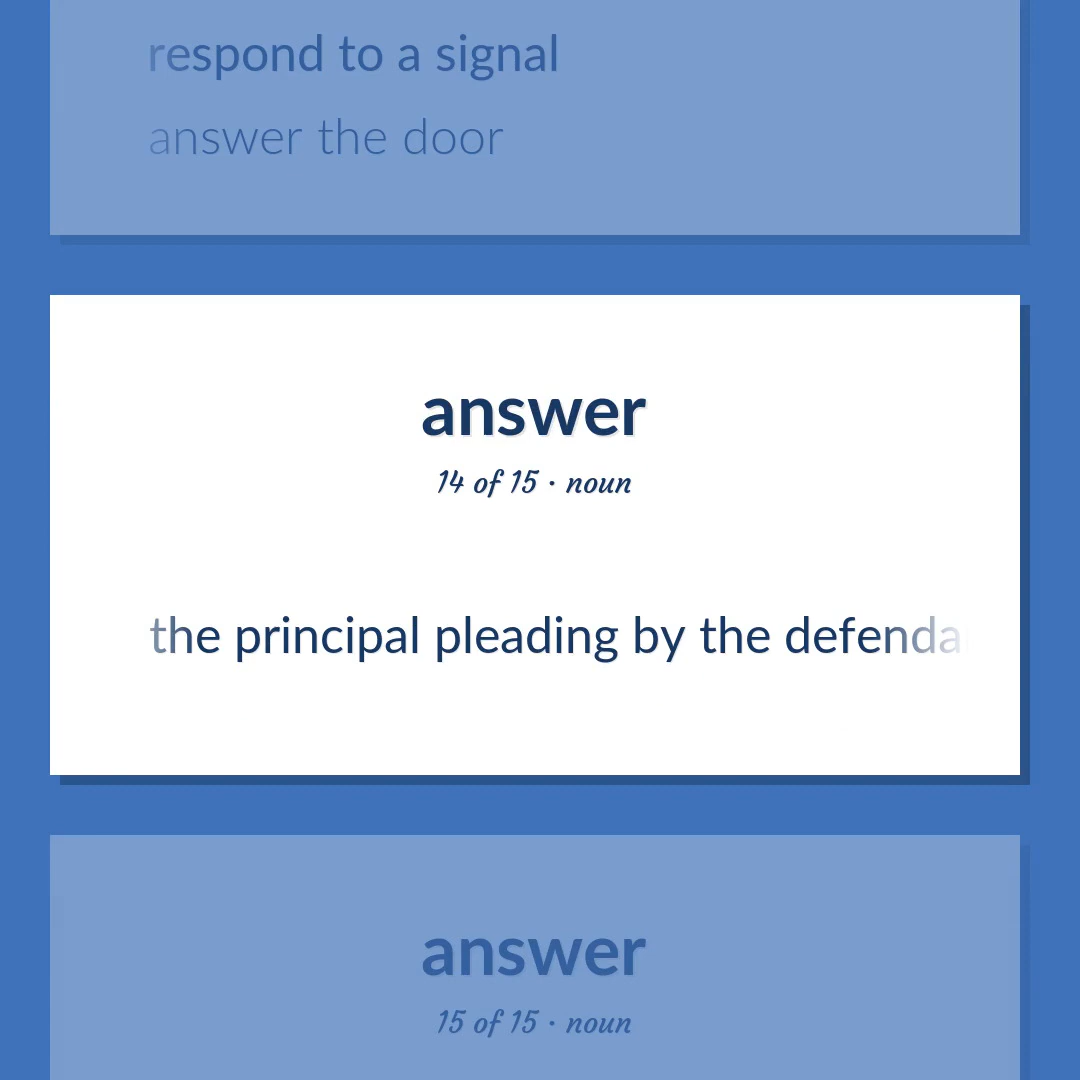 respond to a signal
answer the door
answer
14 of 15 · noun
the principal pleading by the defenda
answer
15 of 15 · noun